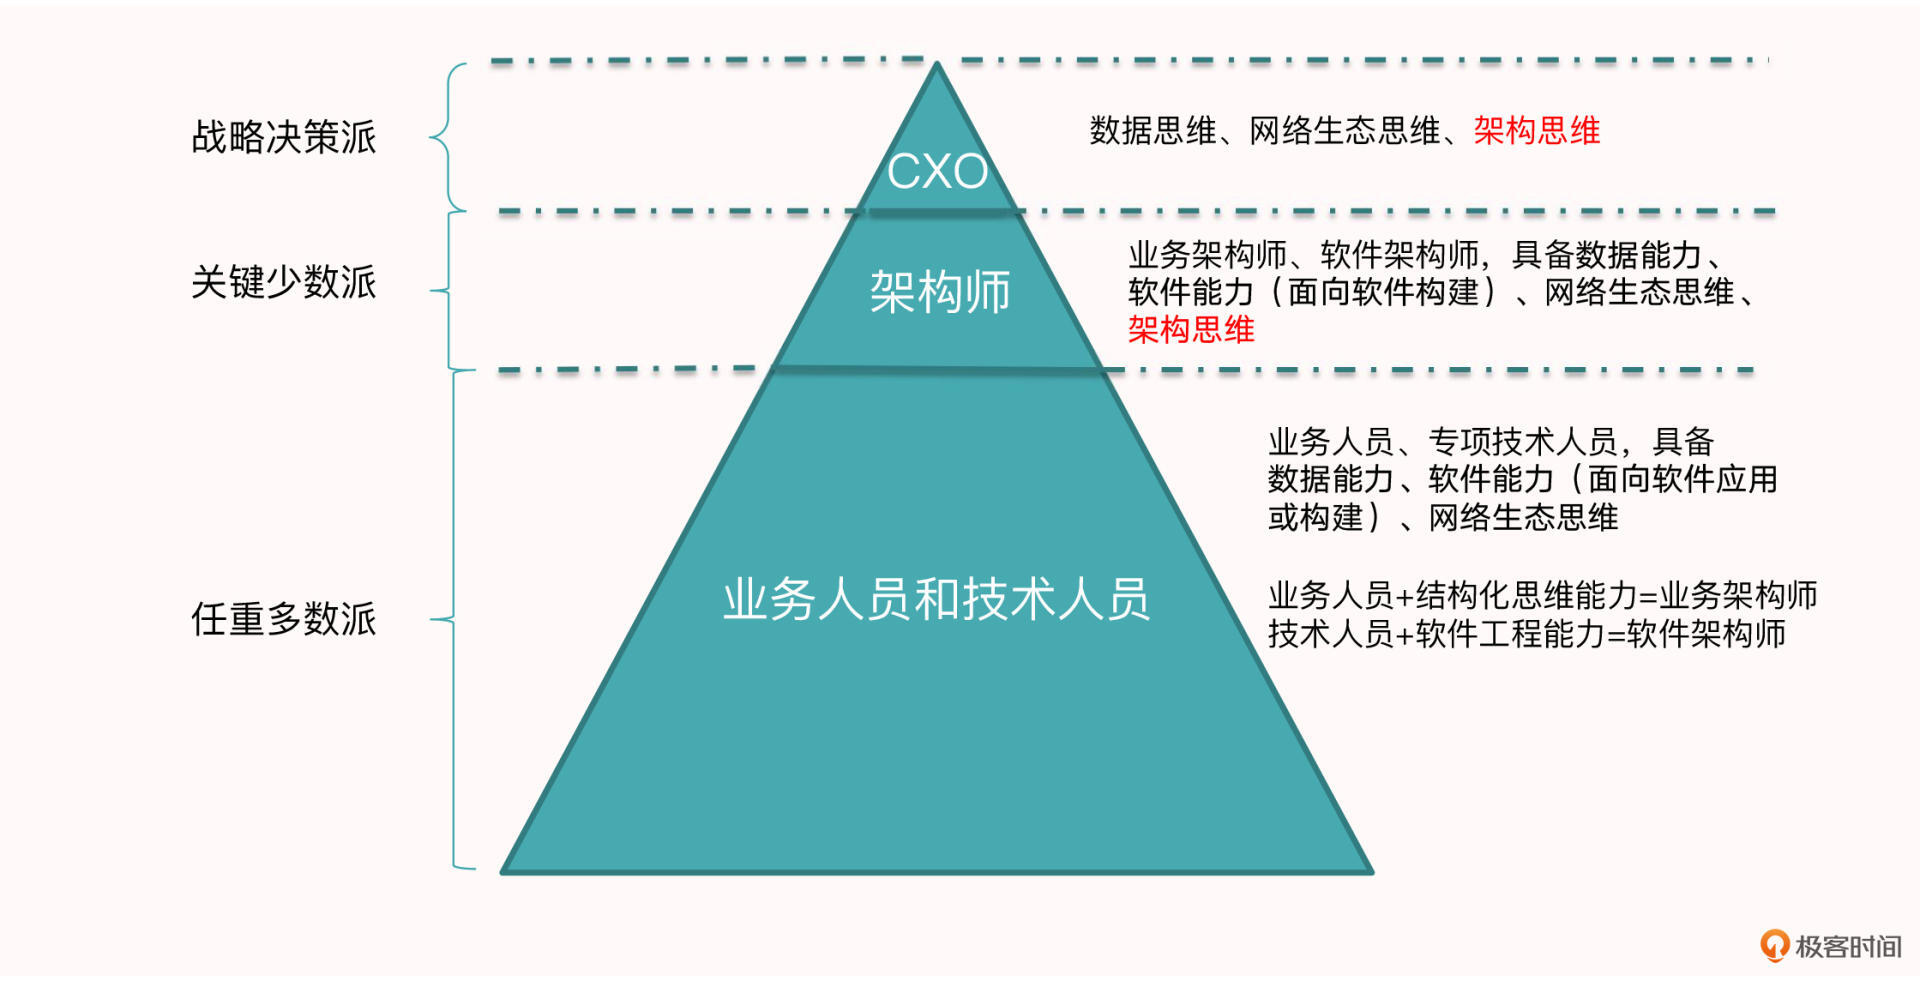 战略决策派
CXO
数据思维、网络生态思维、架构思维
关键少数派
架构师
业务架构师、软件架构师，具备数据能力、
软件能力（面向软件构建）、网络生态思维、
架构思维
任重多数派
业务人员和技术人员
业务人员、专项技术人员，具备
数据能力、软件能力（面向软件应用
或构建）、网络生态思维
业务人员+结构化思维能力=业务架构师
技术人员+软件工程能力=软件架构师
极客时间